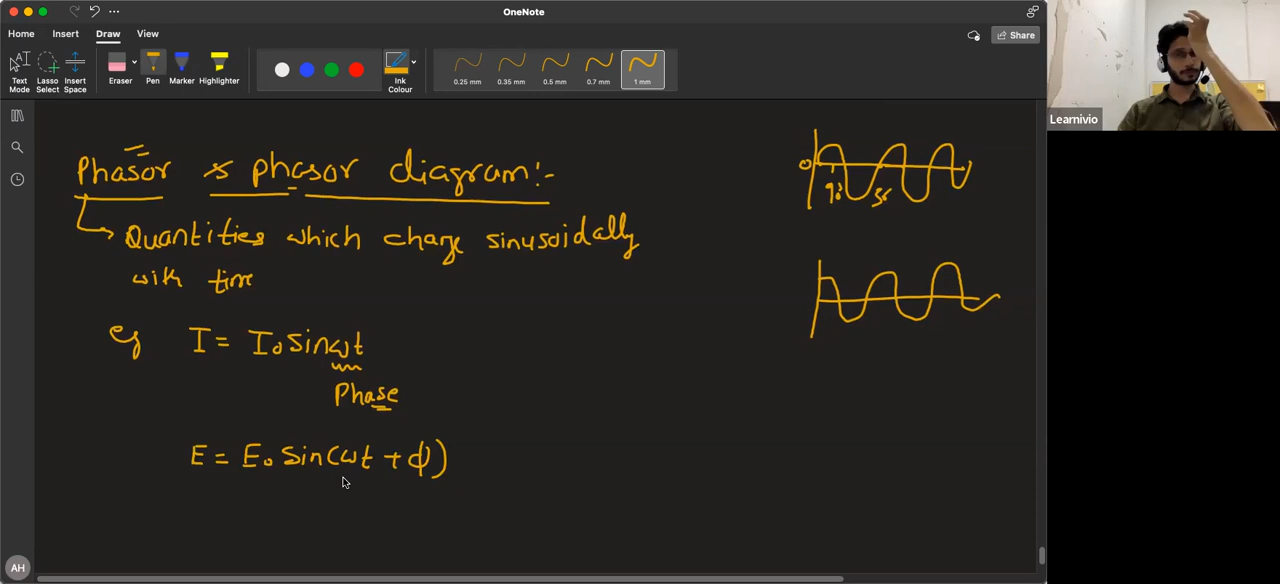 OneNote
Home Insert Draw View
Share
Text Mode
Lasso Select
Insert Space
Eraser
Pen
Marker
Highlighter
Ink Colour
0.25 mm
0.35 mm
0.5 mm
0.7 mm
1 mm
Learnivio
Phasor & phasor diagram :-
Quantities which change sinusoidally
with time
eg I = I₀ sinωt
Phase
E = E₀ sin(ωt + ϕ)
0
90
AH